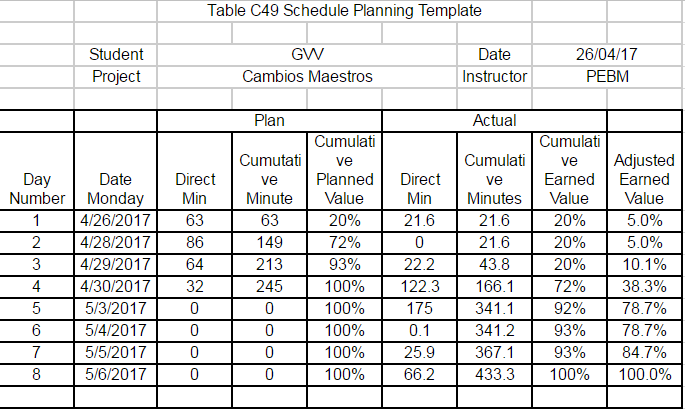 Table C49 Schedule Planning Template
Student GVV Date 26/04/17
Project Cambios Maestros Instructor PEBM
Plan Actual
Day Number Date Monday Direct Min Cumutati ve Minute Cumulati ve Planned Value Direct Min Cumulati ve Minutes Cumulati ve Earned Value Adjusted Earned Value
1 4/26/2017 63 63 20% 21.6 21.6 20% 5.0%
2 4/28/2017 86 149 72% 0 21.6 20% 5.0%
3 4/29/2017 64 213 93% 22.2 43.8 20% 10.1%
4 4/30/2017 32 245 100% 122.3 166.1 72% 38.3%
5 5/3/2017 0 0 100% 175 341.1 92% 78.7%
6 5/4/2017 0 0 100% 0.1 341.2 93% 78.7%
7 5/5/2017 0 0 100% 25.9 367.1 93% 84.7%
8 5/6/2017 0 0 100% 66.2 433.3 100% 100.0%